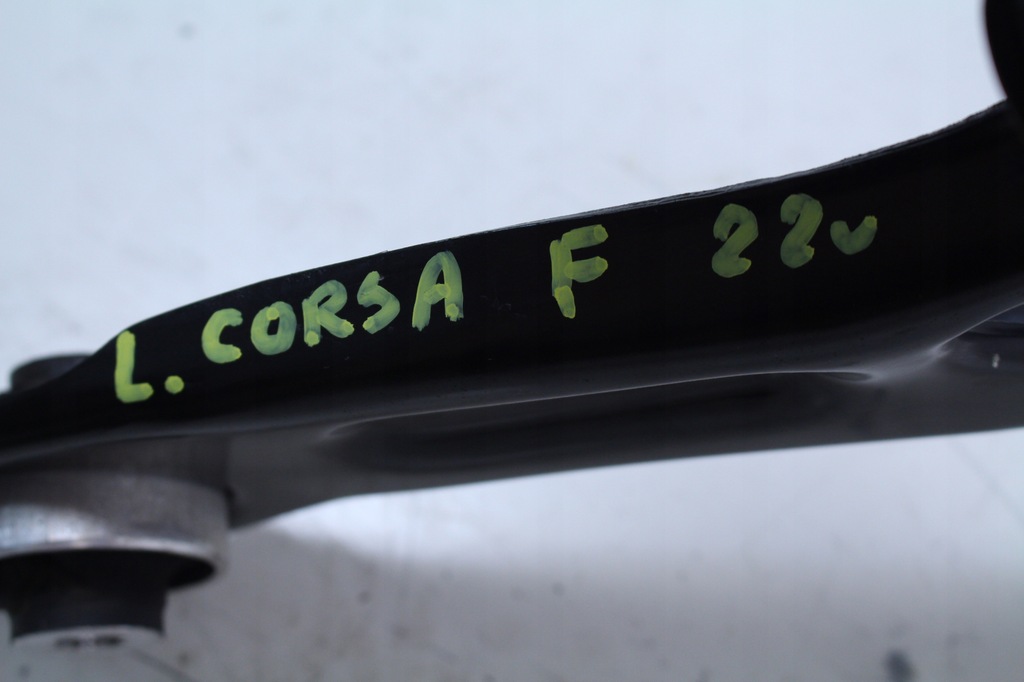 L. CORSA F 22v